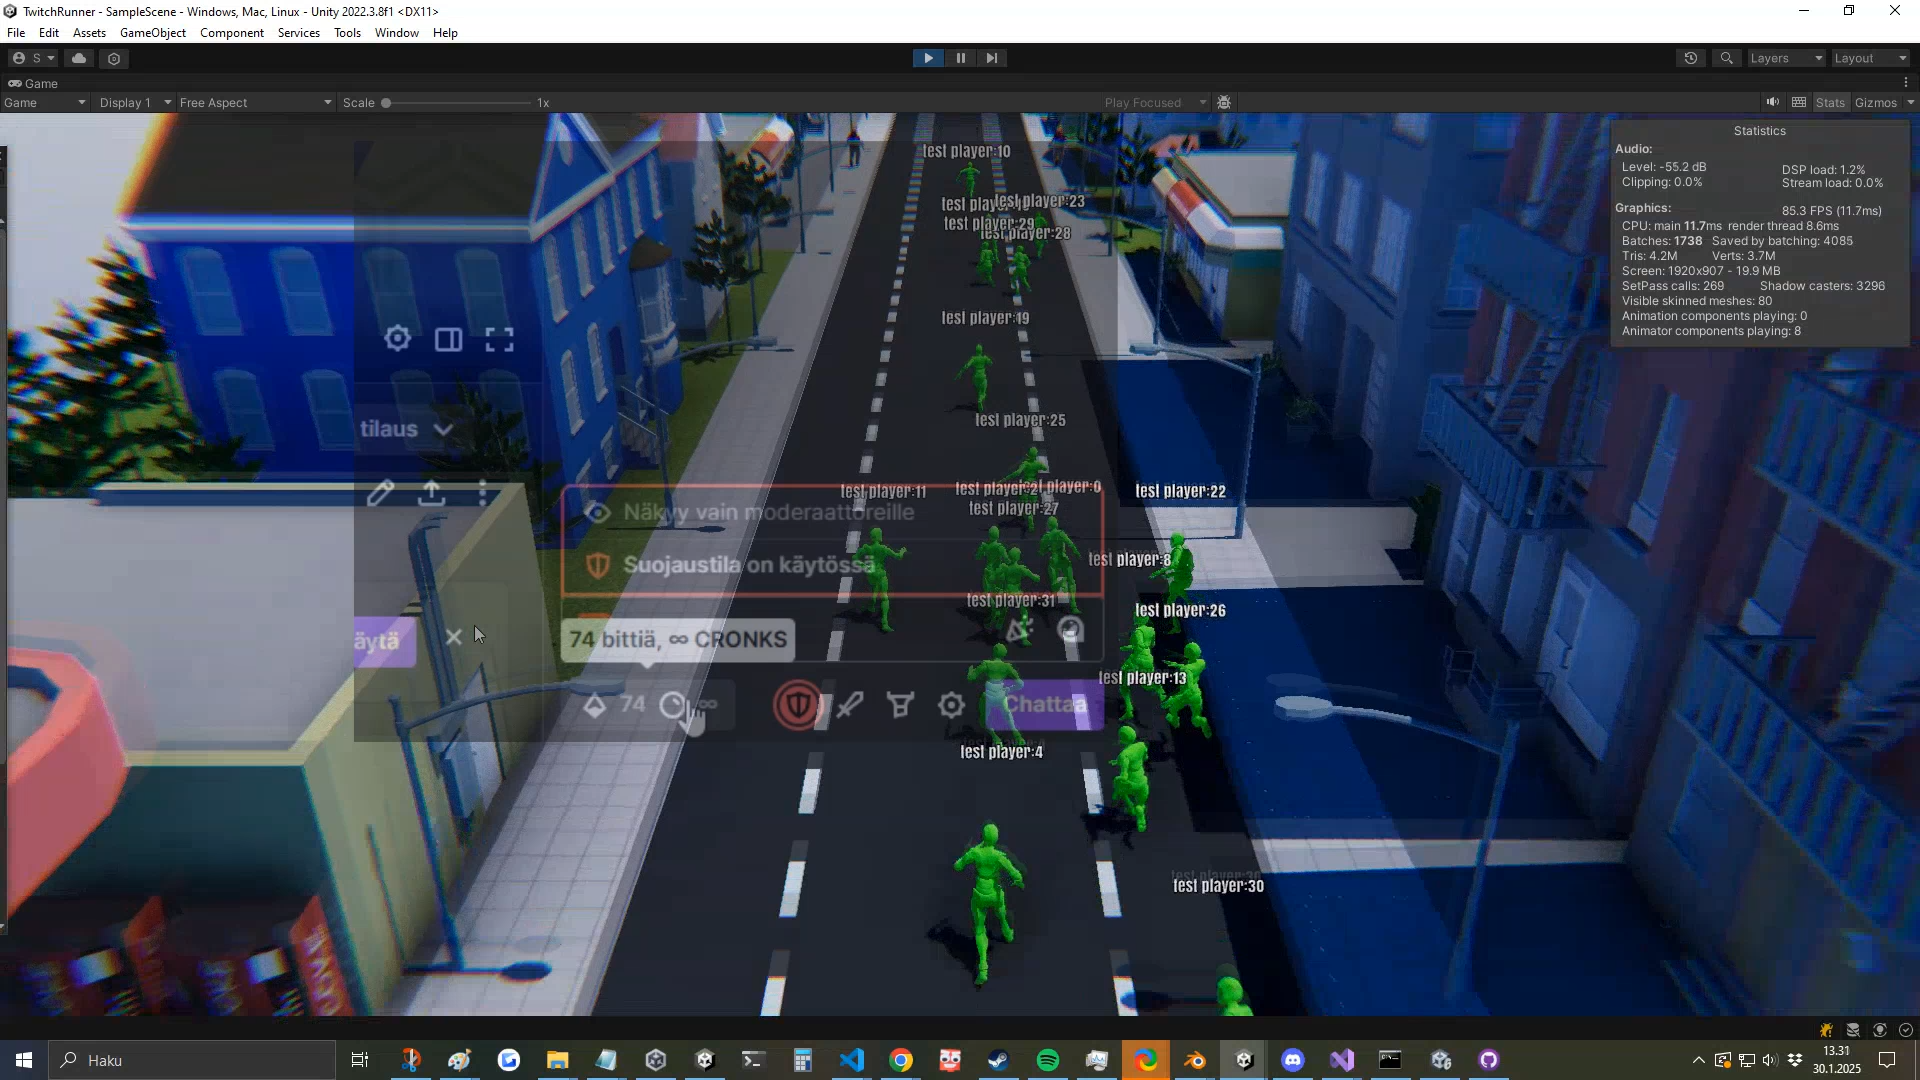 TwitchRunner - SampleScene - Windows, Mac, Linux - Unity 2022.3.8f1 <DX11>
File Edit Assets GameObject Component Services Tools Window Help
S Layers Layout
Game
Game Display 1 Free Aspect Scale 1x Play Focused Stats Gizmos
Statistics
Audio:
Level: -55.2 dB DSP load: 1.2%
Clipping: 0.0% Stream load: 0.0%
Graphics: 85.3 FPS (11.7ms)
CPU: main 11.7ms render thread 8.6ms
Batches: 1738 Saved by batching: 4085
Tris: 4.2M Verts: 3.7M
Screen: 1920x907 - 19.9 MB
SetPass calls: 269 Shadow casters: 3296
Visible skinned meshes: 80
Animation components playing: 0
Animator components playing: 8
test player:10
test player:23
test player:29
test player:28
test player:19
test player:25
tilaus
test player:11
test player:0
test player:22
test player:27
Näkyy vain moderaattoreille
test player:8
Suojaustila on käytössä
test player:31
test player:26
äytä
74 bittiä, ∞ CRONKS
test player:13
74 ∞ Chattaa
test player:4
test player:30
Haku
13.31
30.1.2025